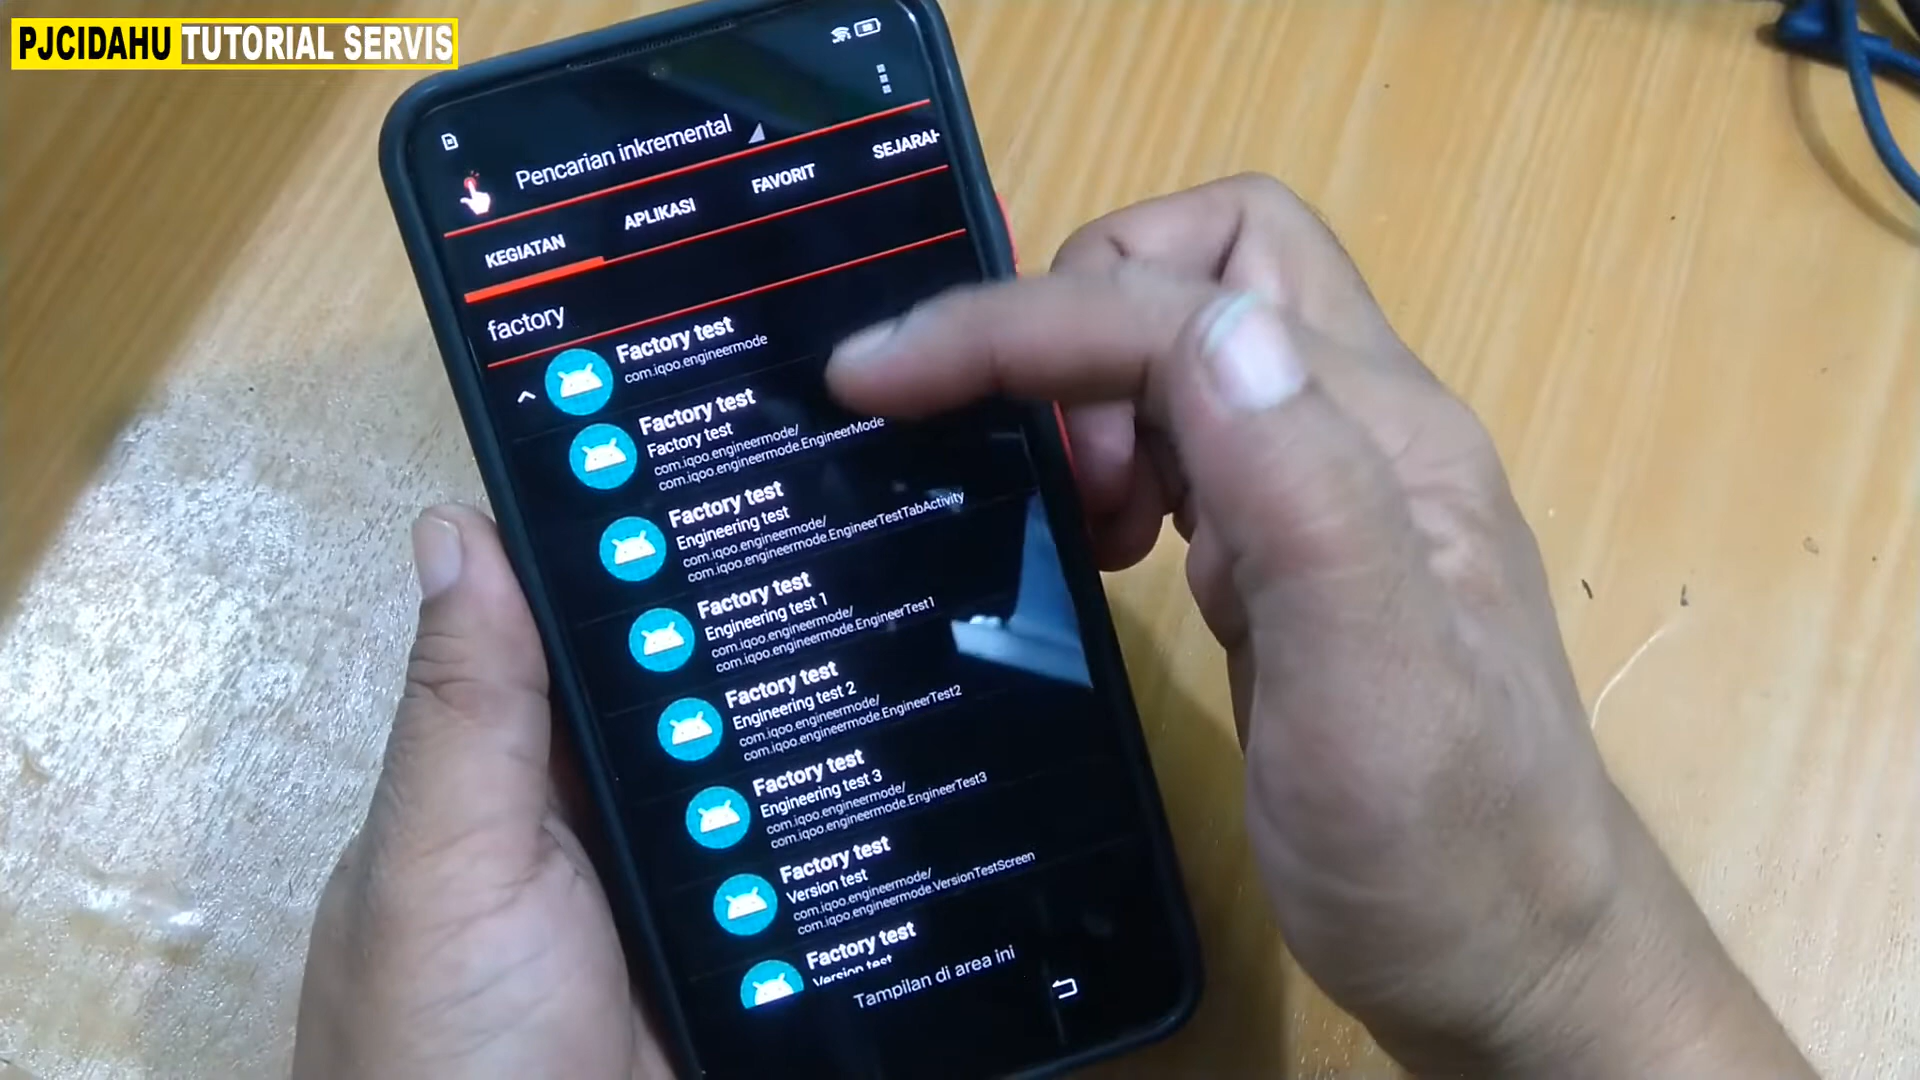 PJCIDAHU TUTORIAL SERVIS
Pencarian inkremental
KEGIATAN APLIKASI FAVORIT SEJARAH
factory
Factory test
com.iqoo.engineermode
Factory test
Factory test
com.iqoo.engineermode/
com.iqoo.engineermode.EngineerMode
Factory test
Engineering test
com.iqoo.engineermode/
com.iqoo.engineermode.EngineerTestTabActivity
Factory test
Engineering test 1
com.iqoo.engineermode/
com.iqoo.engineermode.EngineerTest1
Factory test
Engineering test 2
com.iqoo.engineermode/
com.iqoo.engineermode.EngineerTest2
Factory test
Engineering test 3
com.iqoo.engineermode/
com.iqoo.engineermode.EngineerTest3
Factory test
Version test
com.iqoo.engineermode/
com.iqoo.engineermode.VersionTestScreen
Factory test
Version test
Tampilan di area ini